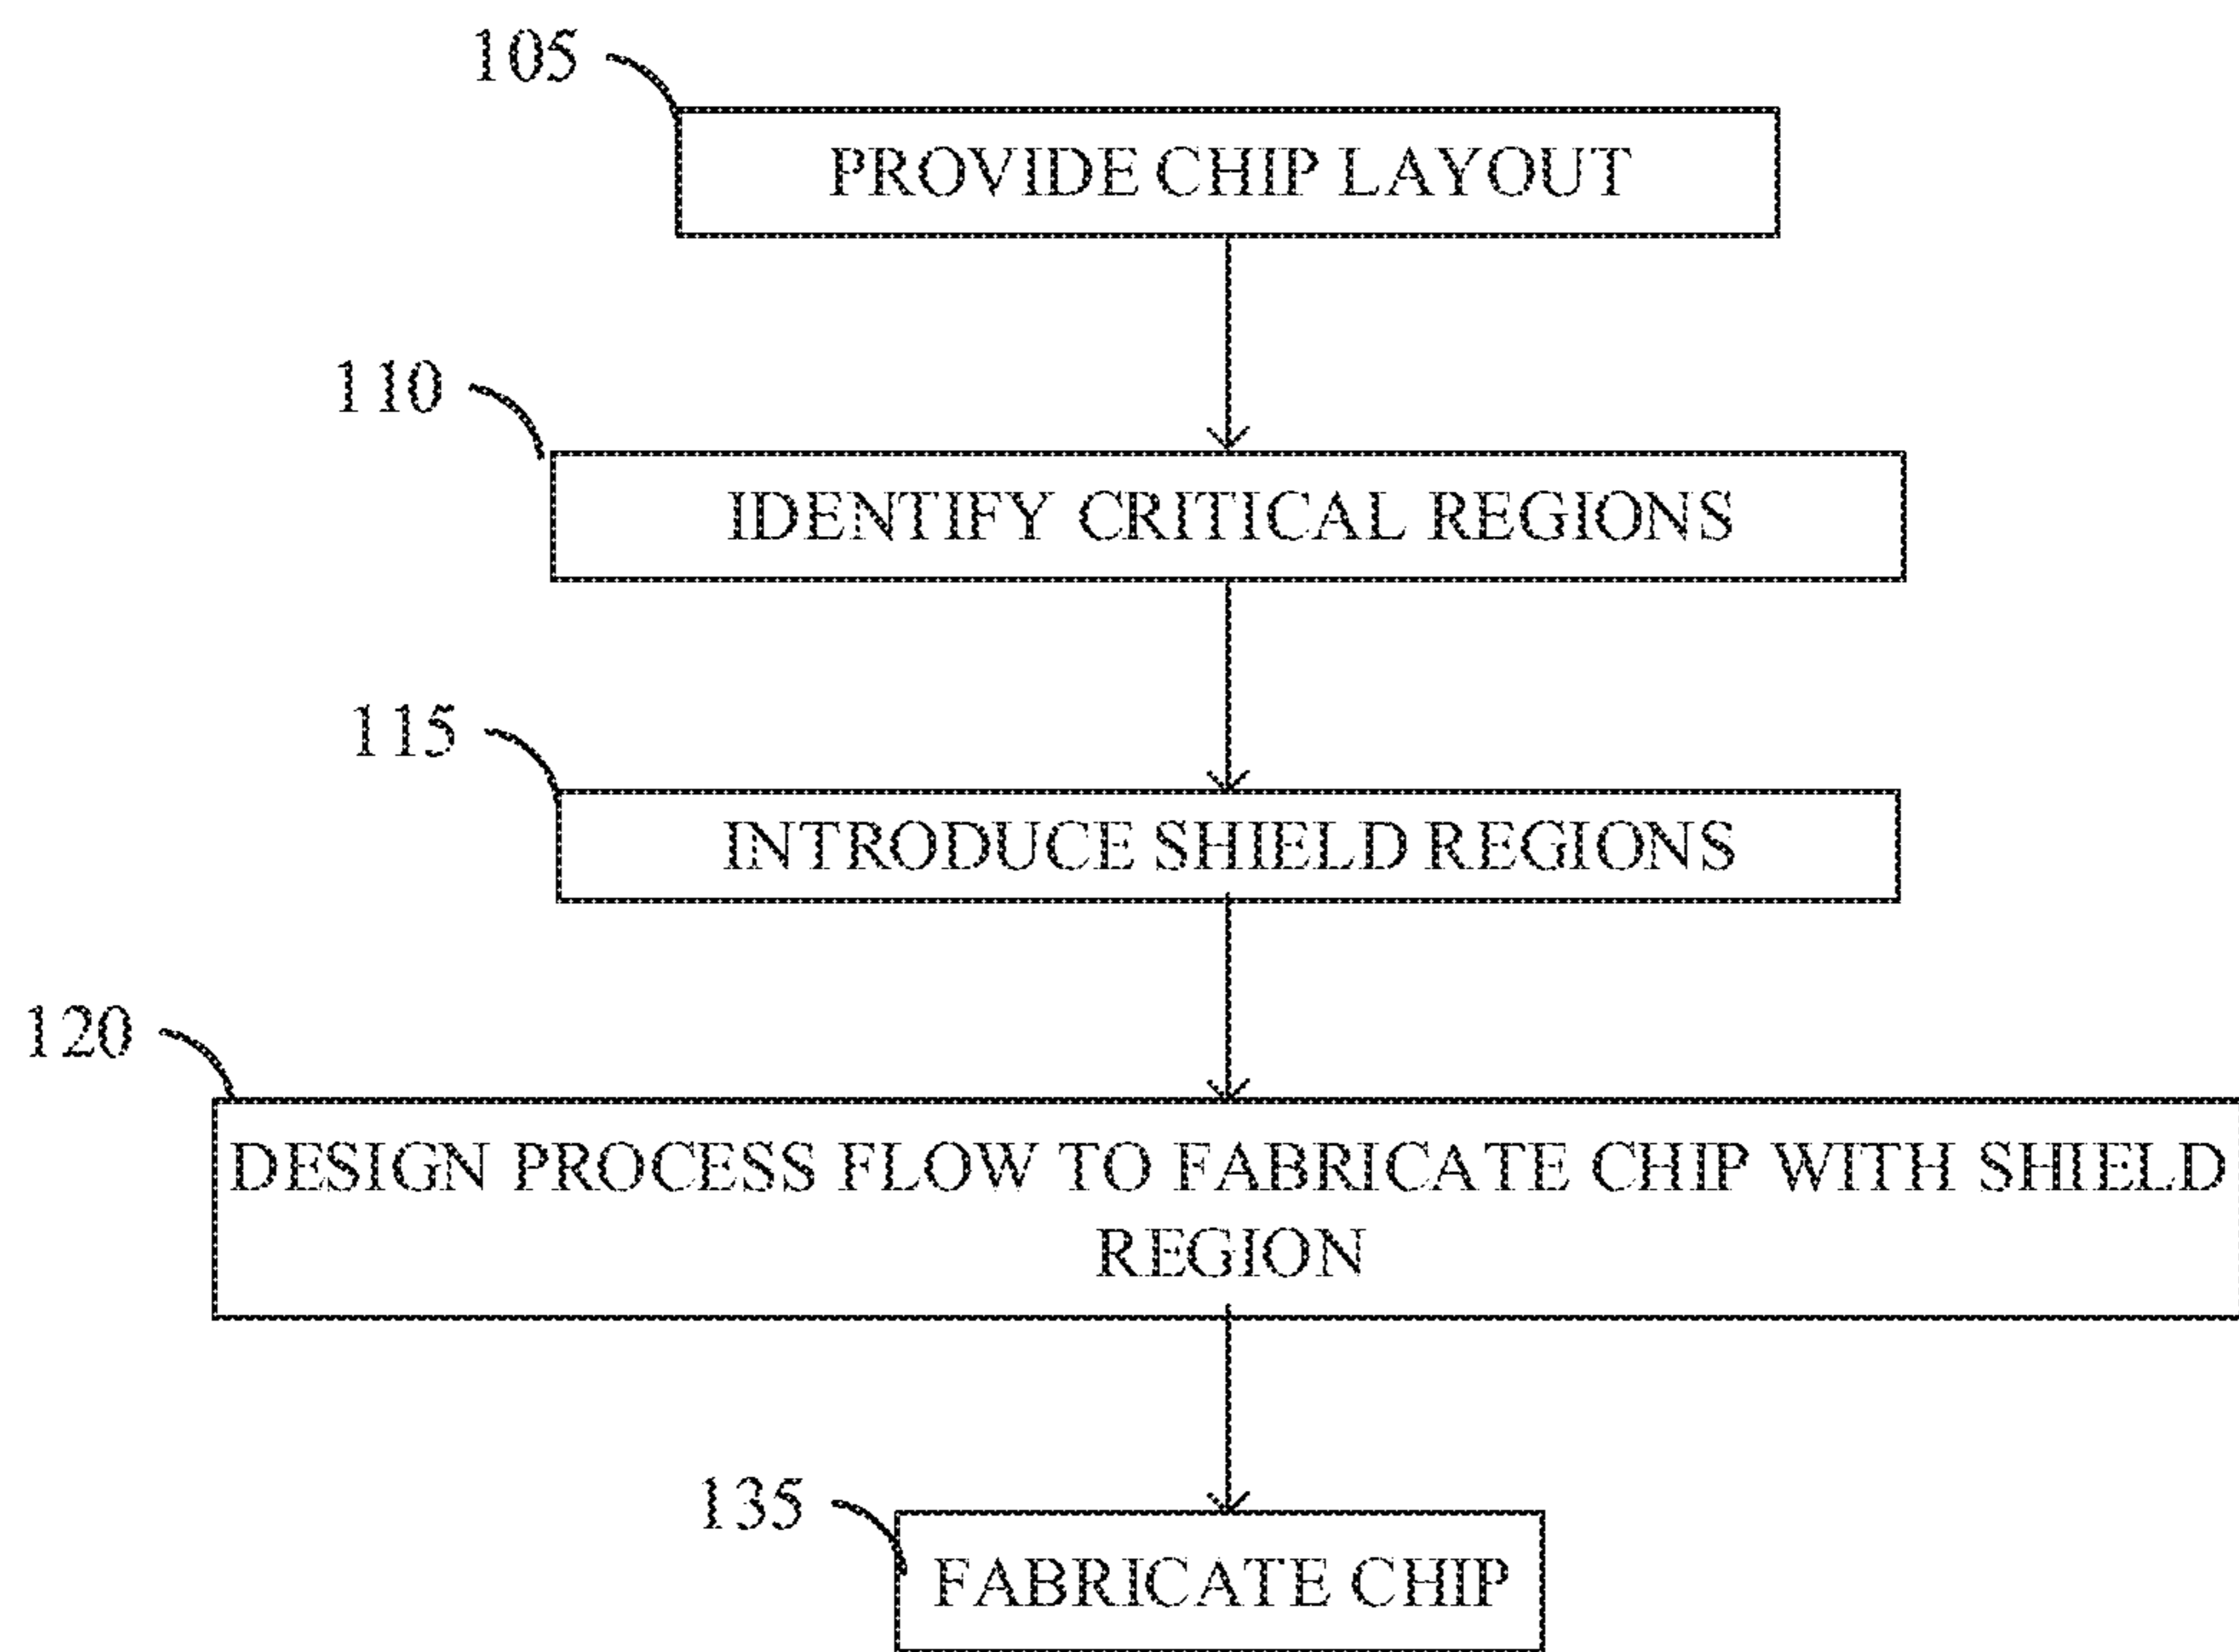 105
PROVIDE CHIP LAYOUT
110
IDENTIFY CRITICAL REGIONS
115
INTRODUCE SHIELD REGIONS
120
DESIGN PROCESS FLOW TO FABRICATE CHIP WITH SHIELD
REGION
135
FABRICATE CHIP